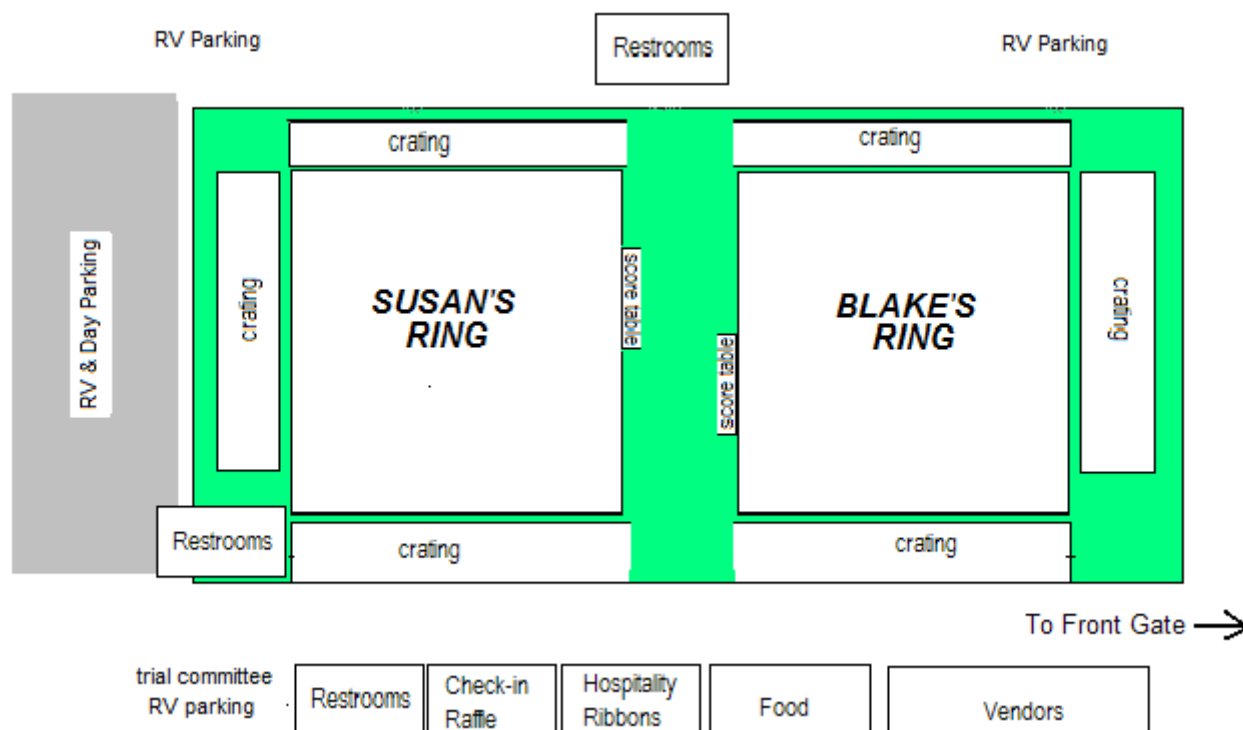 RV Parking
Restrooms
RV Parking
crating
crating
RV & Day Parking
crating
SUSAN'S
RING
score table
score table
BLAKE'S
RING
crating
Restrooms
crating
crating
To Front Gate
trial committee
RV parking
Restrooms
Check-in
Raffle
Hospitality
Ribbons
Food
Vendors